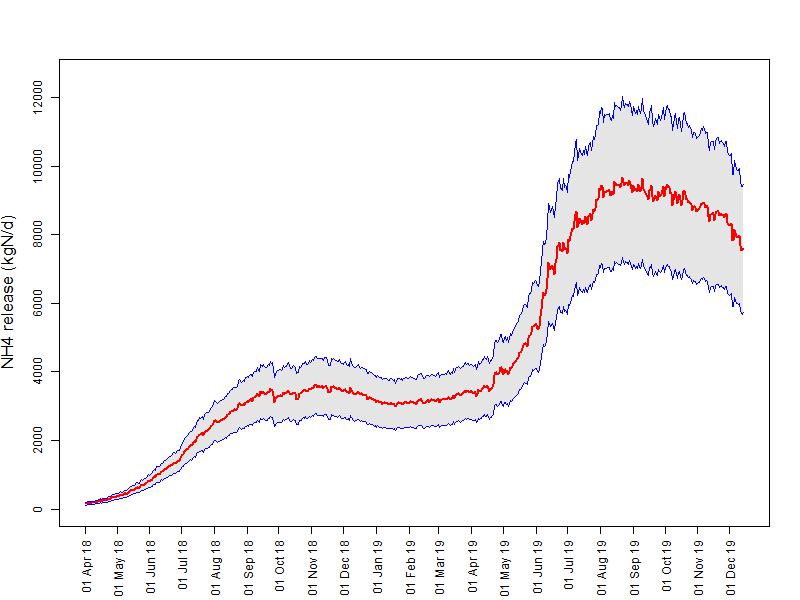 NH4 release (kgN/d)
12000
10000
8000
6000
4000
2000
0
01 Apr 18
01 May 18
01 Jun 18
01 Jul 18
01 Aug 18
01 Sep 18
01 Oct 18
01 Nov 18
01 Dec 18
01 Jan 19
01 Feb 19
01 Mar 19
01 Apr 19
01 May 19
01 Jun 19
01 Jul 19
01 Aug 19
01 Sep 19
01 Oct 19
01 Nov 19
01 Dec 19